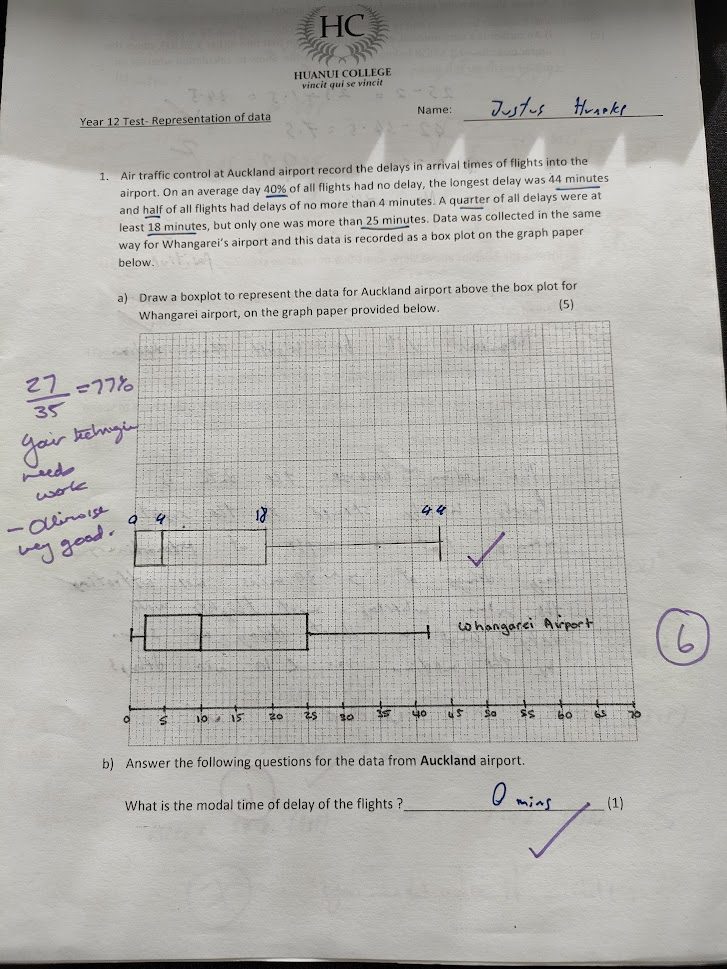 HC
HUANUI COLLEGE
vincit qui se vincit
Year 12 Test- Representation of data
Name: Justus
1. Air traffic control at Auckland airport record the delays in arrival times of flights into the
airport. On an average day 40% of all flights had no delay, the longest delay was 44 minutes
and half of all flights had delays of no more than 4 minutes. A quarter of all delays were at
least 18 minutes, but only one was more than 25 minutes. Data was collected in the same
way for Whangarei's airport and this data is recorded as a box plot on the graph paper
below.
a) Draw a boxplot to represent the data for Auckland airport above the box plot for
Whangarei airport, on the graph paper provided below. (5)
27/35 = 77%
needs
work
very good.
0 4 18 44
Whangarei Airport
6
0 5 10 15 20 25 30 35 40 45 50 55 60 65 70
b) Answer the following questions for the data from Auckland airport.
What is the modal time of delay of the flights ? 0 mins (1)